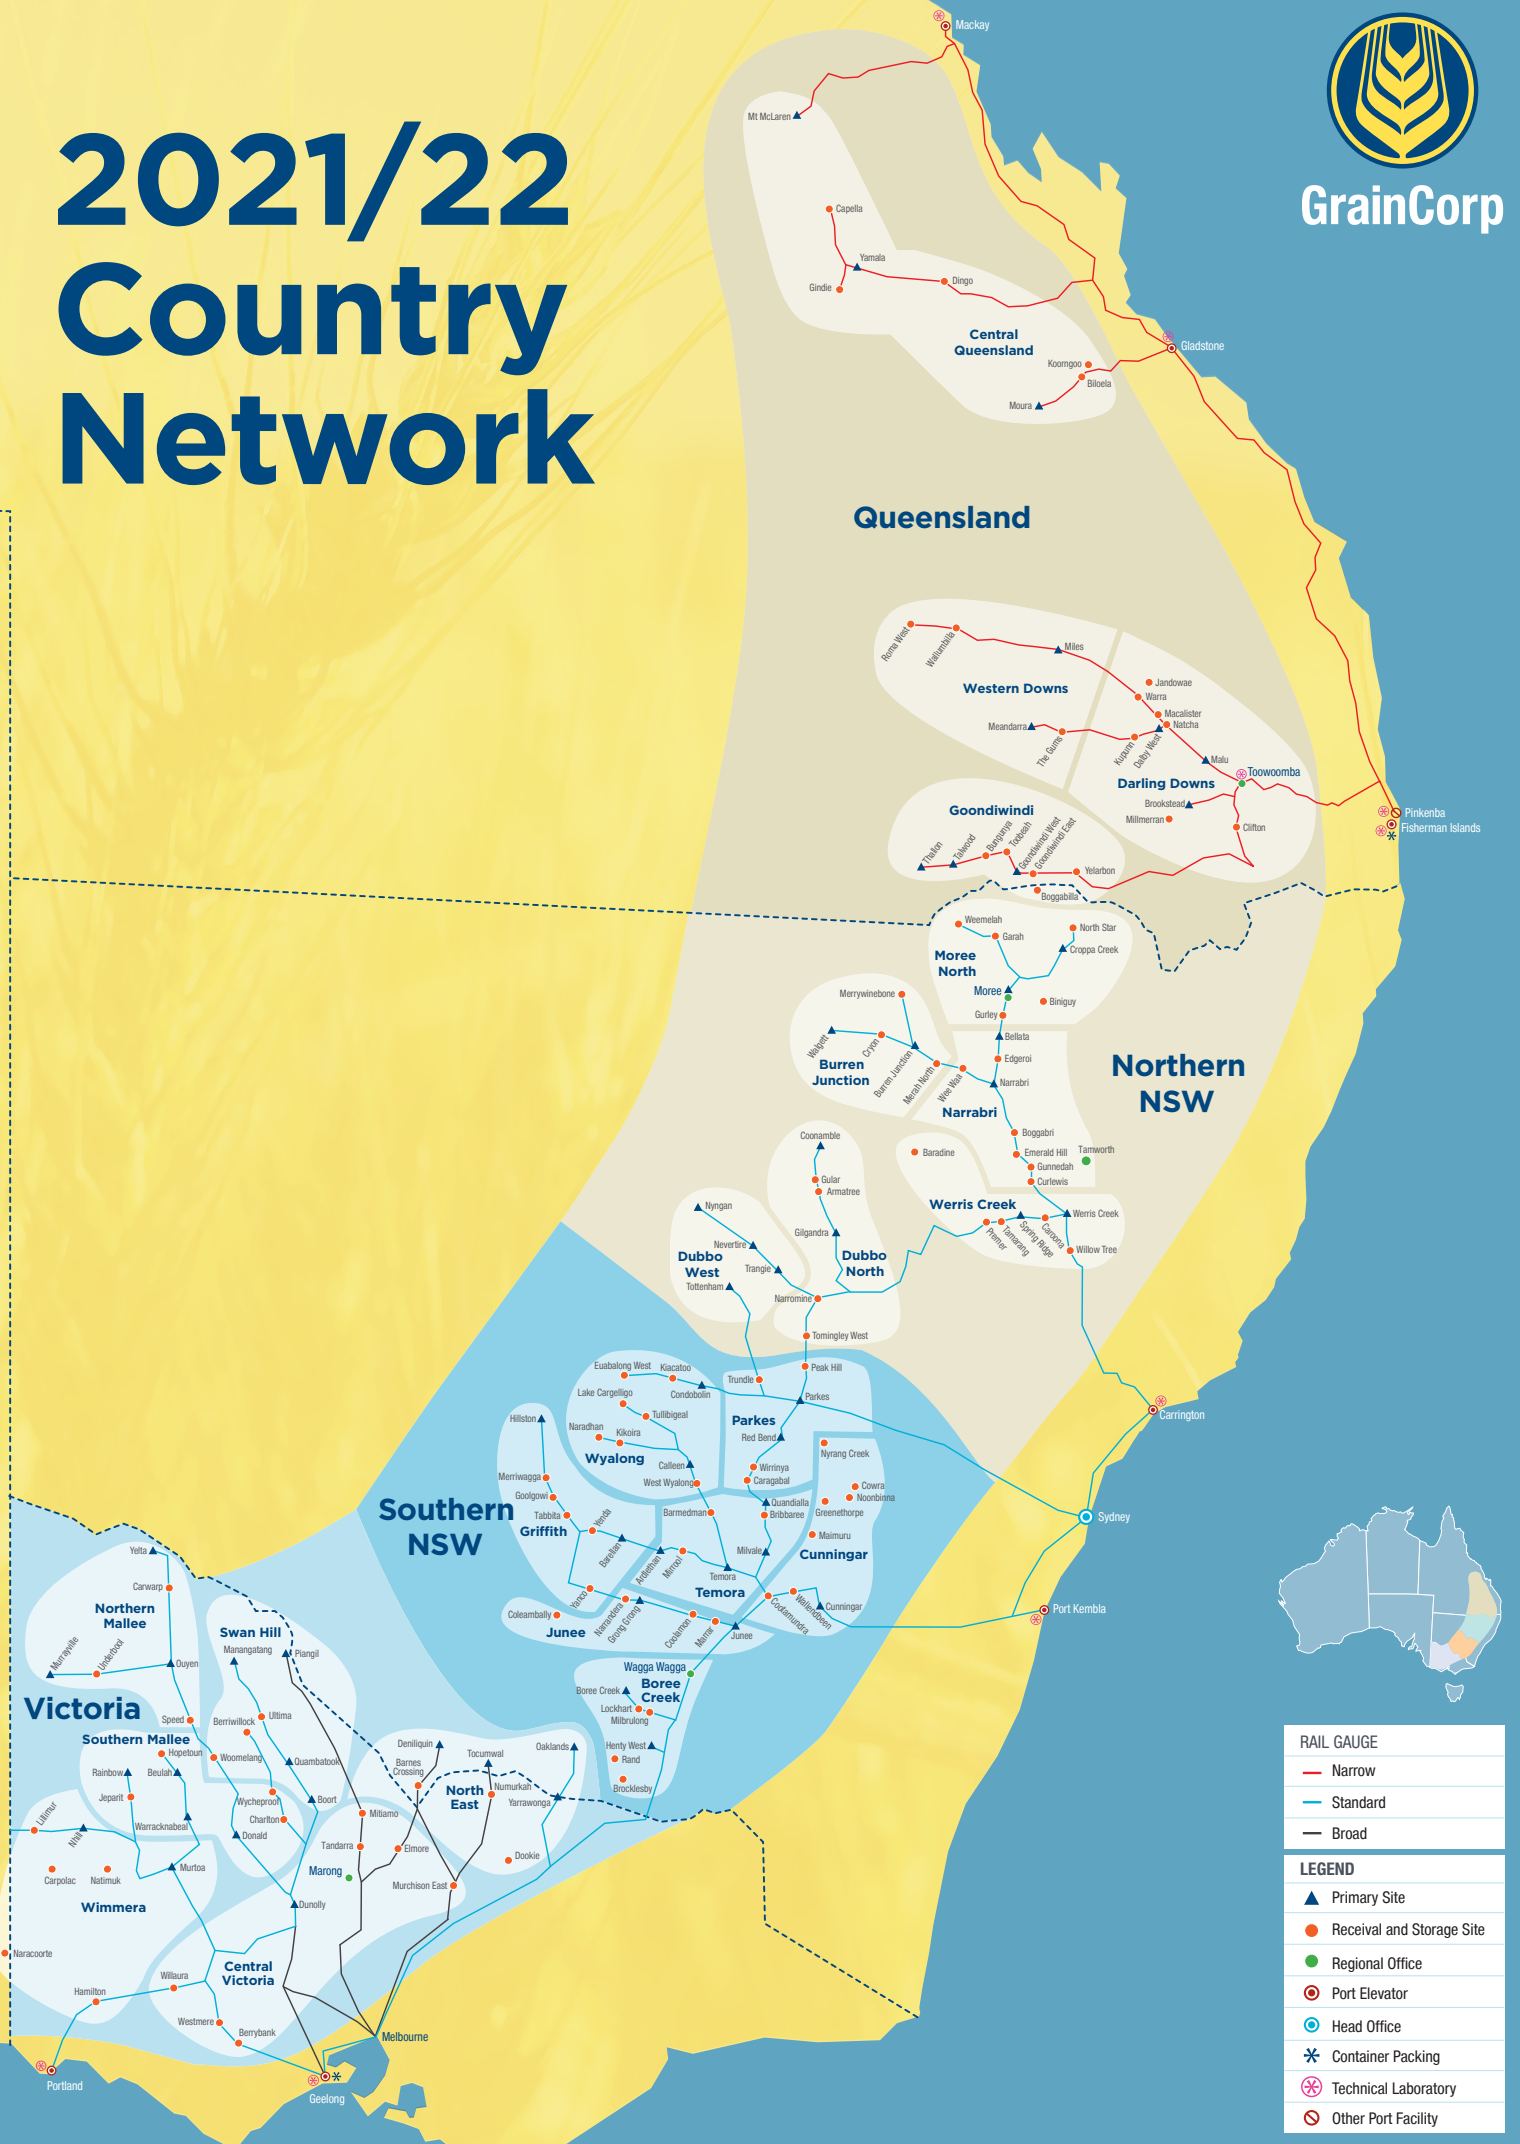 2021/22
Country
Network
GrainCorp
Mackay
Mt McLaren
Capella
Yamala
Gindie
Dingo
Central
Queensland
Gladstone
Koorngoo
Biloela
Moura
Queensland
Roma West
Wallumbilla
Miles
Western Downs
Jandowae
Warra
Macalister
Natcha
Meandarra
The Gums
Kupunn
Dalby West
Malu
Toowoomba
Darling Downs
Brookstead
Millmerran
Clifton
Pinkenba
Fisherman Islands
Goondiwindi
Thallon
Talwood
Bungunya
Toobeah
Goondiwindi West
Goondiwindi East
Yelarbon
Boggabilla
Weemelah
Garah
North Star
Croppa Creek
Moree
North
Moree
Biniguy
Gurley
Merrywinebone
Walgett
Cryon
Burren Junction
Merah North
Wee Waa
Burren
Junction
Bellata
Edgeroi
Narrabri
Narrabri
Northern
NSW
Boggabri
Emerald Hill
Gunnedah
Curlewis
Tamworth
Baradine
Coonamble
Gular
Armatree
Gilgandra
Dubbo
North
Werris Creek
Werris Creek
Premer
Tamarang
Spring Ridge
Caroona
Willow Tree
Nyngan
Nevertire
Dubbo
West
Trangie
Tottenham
Narromine
Tomingley West
Peak Hill
Euabalong West
Kiacatoo
Condobolin
Trundle
Parkes
Lake Cargelligo
Tullibigeal
Naradhan
Kikoira
Wyalong
Calleen
West Wyalong
Parkes
Red Bend
Wirrinya
Caragabal
Nyrang Creek
Cowra
Noonbinna
Greenethorpe
Maimuru
Cunningar
Carrington
Sydney
Port Kembla
Hillston
Merriwagga
Goolgowi
Tabbita
Griffith
Yenda
Barellan
Southern
NSW
Barmedman
Quandialla
Bribbaree
Milvale
Ardlethan
Mirrool
Temora
Temora
Yanco
Coleambally
Junee
Narrandera
Grong Grong
Coolamon
Marrar
Junee
Cootamundra
Wallendbeen
Cunningar
Wagga Wagga
Boree
Creek
Boree Creek
Lockhart
Milbrulong
Henty West
Rand
Brocklesby
Yelta
Carwarp
Northern
Mallee
Murrayville
Underbool
Ouyen
Swan Hill
Manangatang
Piangil
Victoria
Speed
Southern Mallee
Berriwillock
Ultima
Hopetoun
Woomelang
Quambatook
Rainbow
Beulah
Jeparit
Wycheproof
Boort
Charlton
Donald
Warracknabeal
Lillimur
Nhill
Carpolac
Natimuk
Murtoa
Wimmera
Deniliquin
Barnes
Crossing
Tocumwal
Oaklands
North
East
Numurkah
Yarrawonga
Mitiamo
Tandarra
Elmore
Marong
Murchison East
Dookie
Dunolly
Naracoorte
Central
Victoria
Willaura
Hamilton
Westmere
Berrybank
Melbourne
Portland
Geelong
RAIL GAUGE
Narrow
Standard
Broad
LEGEND
Primary Site
Receival and Storage Site
Regional Office
Port Elevator
Head Office
Container Packing
Technical Laboratory
Other Port Facility